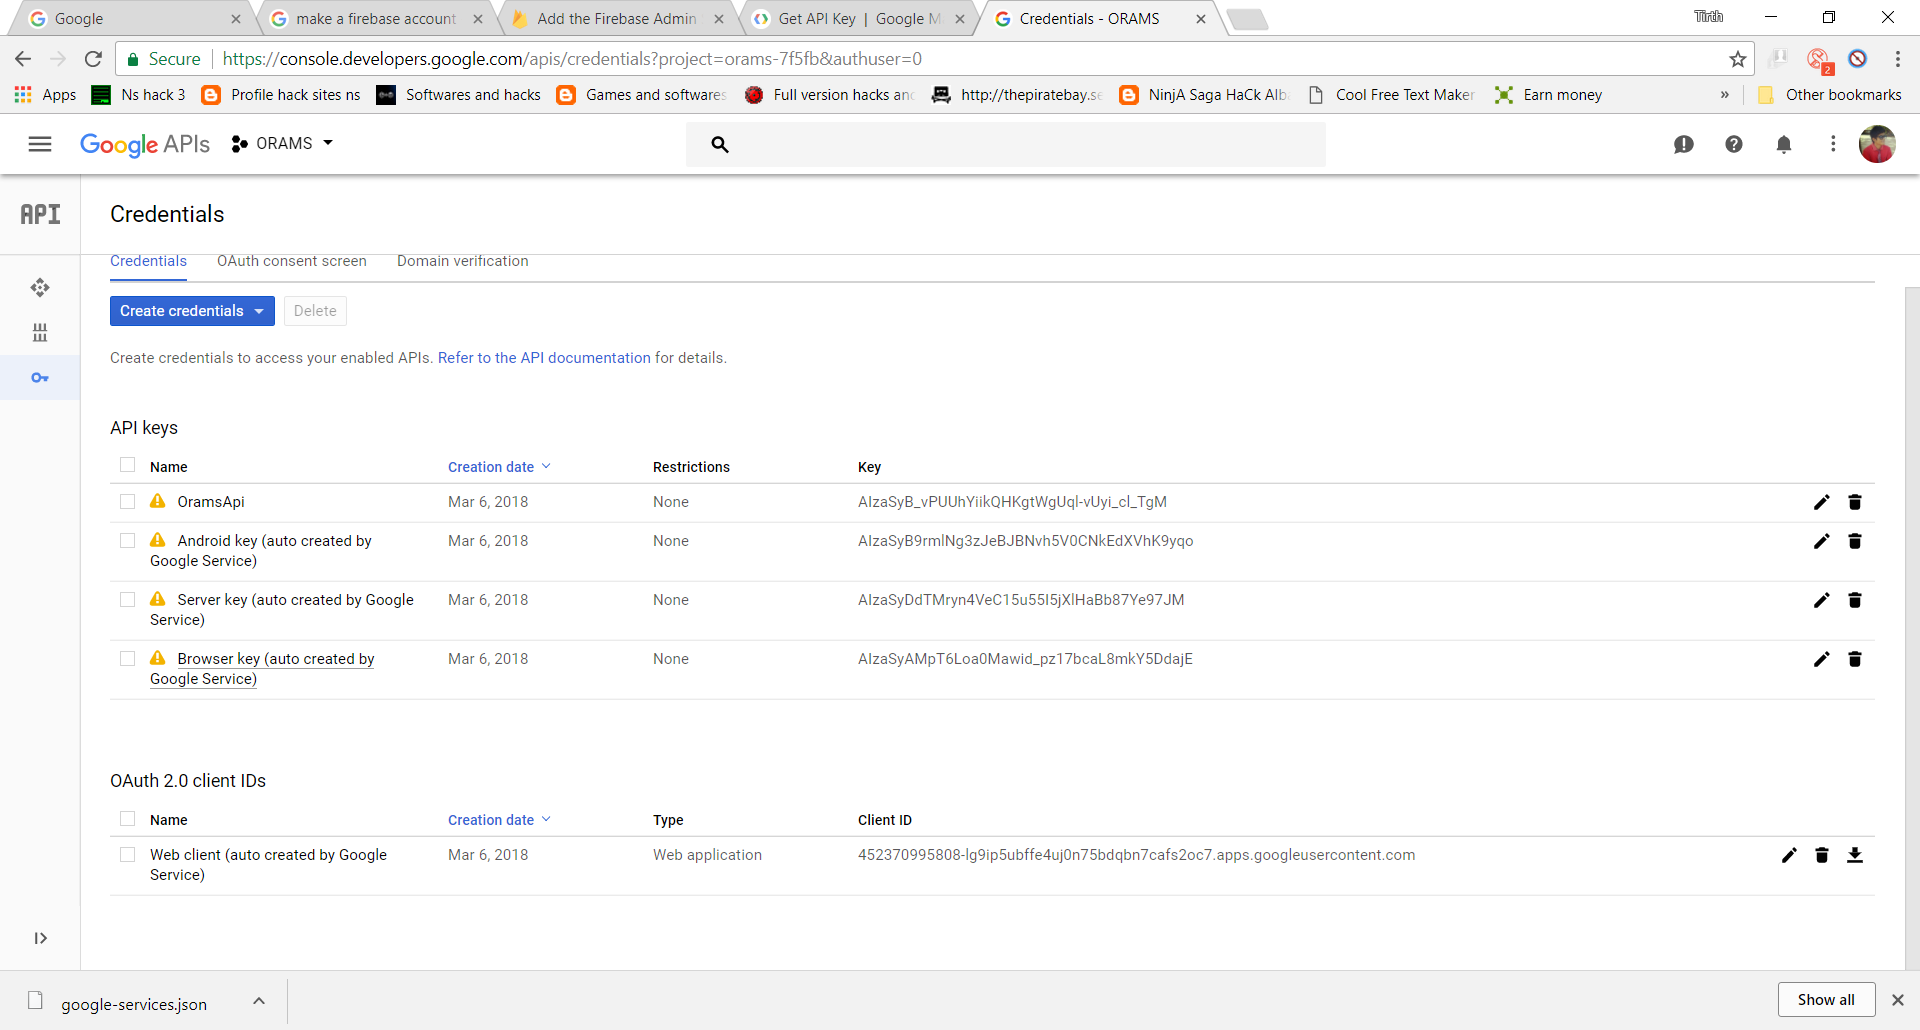 Google
make a firebase account
Add the Firebase Admin
Get API Key | Google M
Credentials - ORAMS
Tirth
Secure
https://console.developers.google.com/apis/credentials?project=orams-7f5fb&authuser=0
2
Apps
Ns hack 3
Profile hack sites ns
Softwares and hacks
Games and softwares
Full version hacks and
http://thepiratebay.se
NinjA Saga HaCk Alb
Cool Free Text Maker
Earn money
»
Other bookmarks
Google APIs
ORAMS
API
Credentials
Credentials
OAuth consent screen
Domain verification
Create credentials
Delete
Create credentials to access your enabled APIs. Refer to the API documentation for details.
API keys
Name Creation date Restrictions Key
OramsApi Mar 6, 2018 None AIzaSyB_vPUUhYiikQHKgtWgUql-vUyi_cl_TgM
Android key (auto created by Mar 6, 2018 None AIzaSyB9rmlNg3zJeBJBNvh5V0CNkEdXVhK9yqo
Google Service)
Server key (auto created by Google Mar 6, 2018 None AIzaSyDdTMryn4VeC15u55I5jXlHaBb87Ye97JM
Service)
Browser key (auto created by Mar 6, 2018 None AIzaSyAMpT6Loa0Mawid_pz17bcaL8mkY5DdajE
Google Service)
OAuth 2.0 client IDs
Name Creation date Type Client ID
Web client (auto created by Google Mar 6, 2018 Web application 452370995808-lg9ip5ubffe4uj0n75bdqbn7cafs2oc7.apps.googleusercontent.com
Service)
google-services.json
Show all